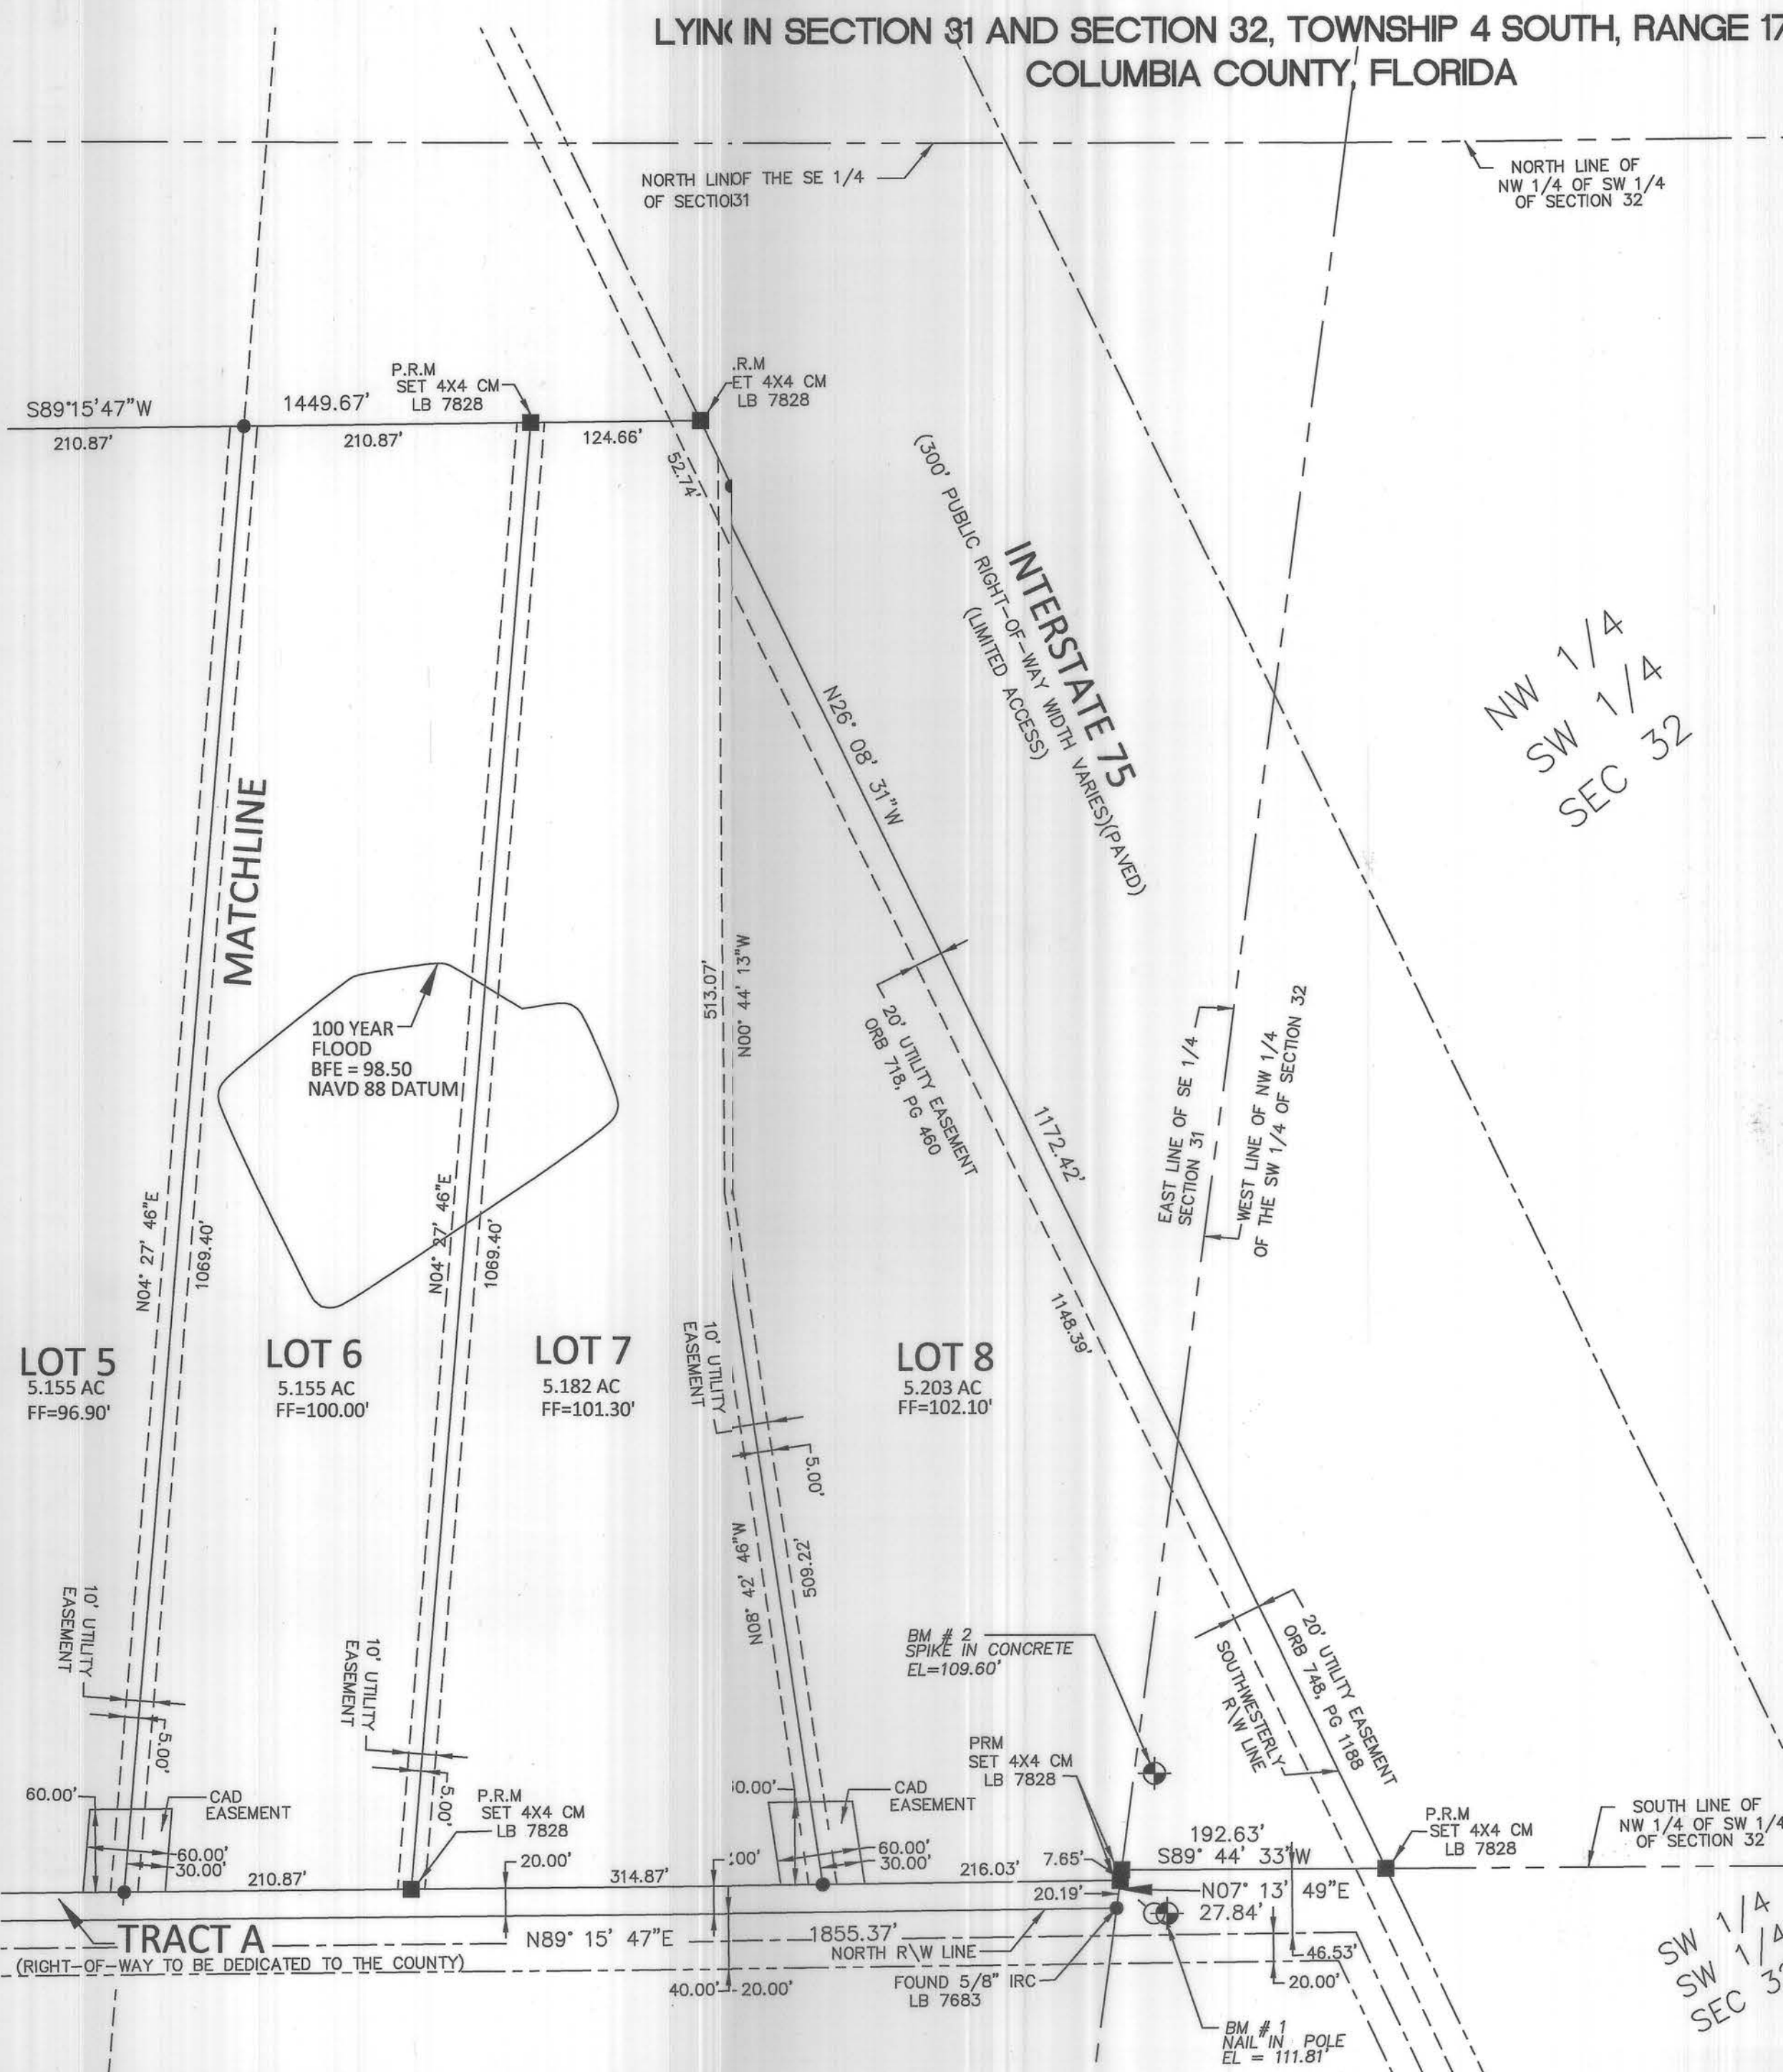 LYING IN SECTION 31 AND SECTION 32, TOWNSHIP 4 SOUTH, RANGE 17
COLUMBIA COUNTY, FLORIDA
NORTH LIN OF THE SE 1/4
OF SECTIO 31
NORTH LINE OF
NW 1/4 OF SW 1/4
OF SECTION 32
P.R.M
SET 4X4 CM
LB 7828
.R.M
ET 4X4 CM
LB 7828
S89°15'47"W
1449.67'
210.87'
210.87'
124.66'
52.74'
(300' PUBLIC RIGHT-OF-WAY WIDTH VARIES)(PAVED)
INTERSTATE 75
(LIMITED ACCESS)
N26° 08' 31"W
NW 1/4
SW 1/4
SEC 32
MATCHLINE
513.07'
N00° 44' 13"W
100 YEAR
FLOOD
BFE = 98.50
NAVD 88 DATUM
20' UTILITY EASEMENT
ORB 718, PG 460
1172.42'
EAST LINE OF SE 1/4
SECTION 31
WEST LINE OF NW 1/4
OF THE SW 1/4 OF SECTION 32
N04° 27' 46"E
1069.40'
N04° 27' 46"E
1069.40'
1148.39'
10' UTILITY
EASEMENT
LOT 5
5.155 AC
FF=96.90'
LOT 6
5.155 AC
FF=100.00'
LOT 7
5.182 AC
FF=101.30'
LOT 8
5.203 AC
FF=102.10'
5.00'
N08° 42' 46"W
509.22'
10' UTILITY
EASEMENT
10' UTILITY
EASEMENT
BM # 2
SPIKE IN CONCRETE
EL=109.60'
SOUTHWESTERLY
R\W LINE
20' UTILITY EASEMENT
ORB 748, PG 1188
5.00'
5.00'
60.00'
CAD
EASEMENT
60.00'
30.00'
210.87'
P.R.M
SET 4X4 CM
LB 7828
20.00'
314.87'
0.00'
CAD
EASEMENT
60.00'
30.00'
216.03'
PRM
SET 4X4 CM
LB 7828
7.65'
192.63'
S89° 44' 33"W
P.R.M
SET 4X4 CM
LB 7828
SOUTH LINE OF
NW 1/4 OF SW 1/4
OF SECTION 32
:00'
20.19'
N07° 13' 49"E
27.84'
TRACT A
(RIGHT-OF-WAY TO BE DEDICATED TO THE COUNTY)
N89° 15' 47"E
1855.37'
NORTH R\W LINE
40.00'
20.00'
FOUND 5/8" IRC
LB 7683
46.53'
20.00'
BM # 1
NAIL IN POLE
EL = 111.81'
SW 1/4
SW 1/4
SEC 3